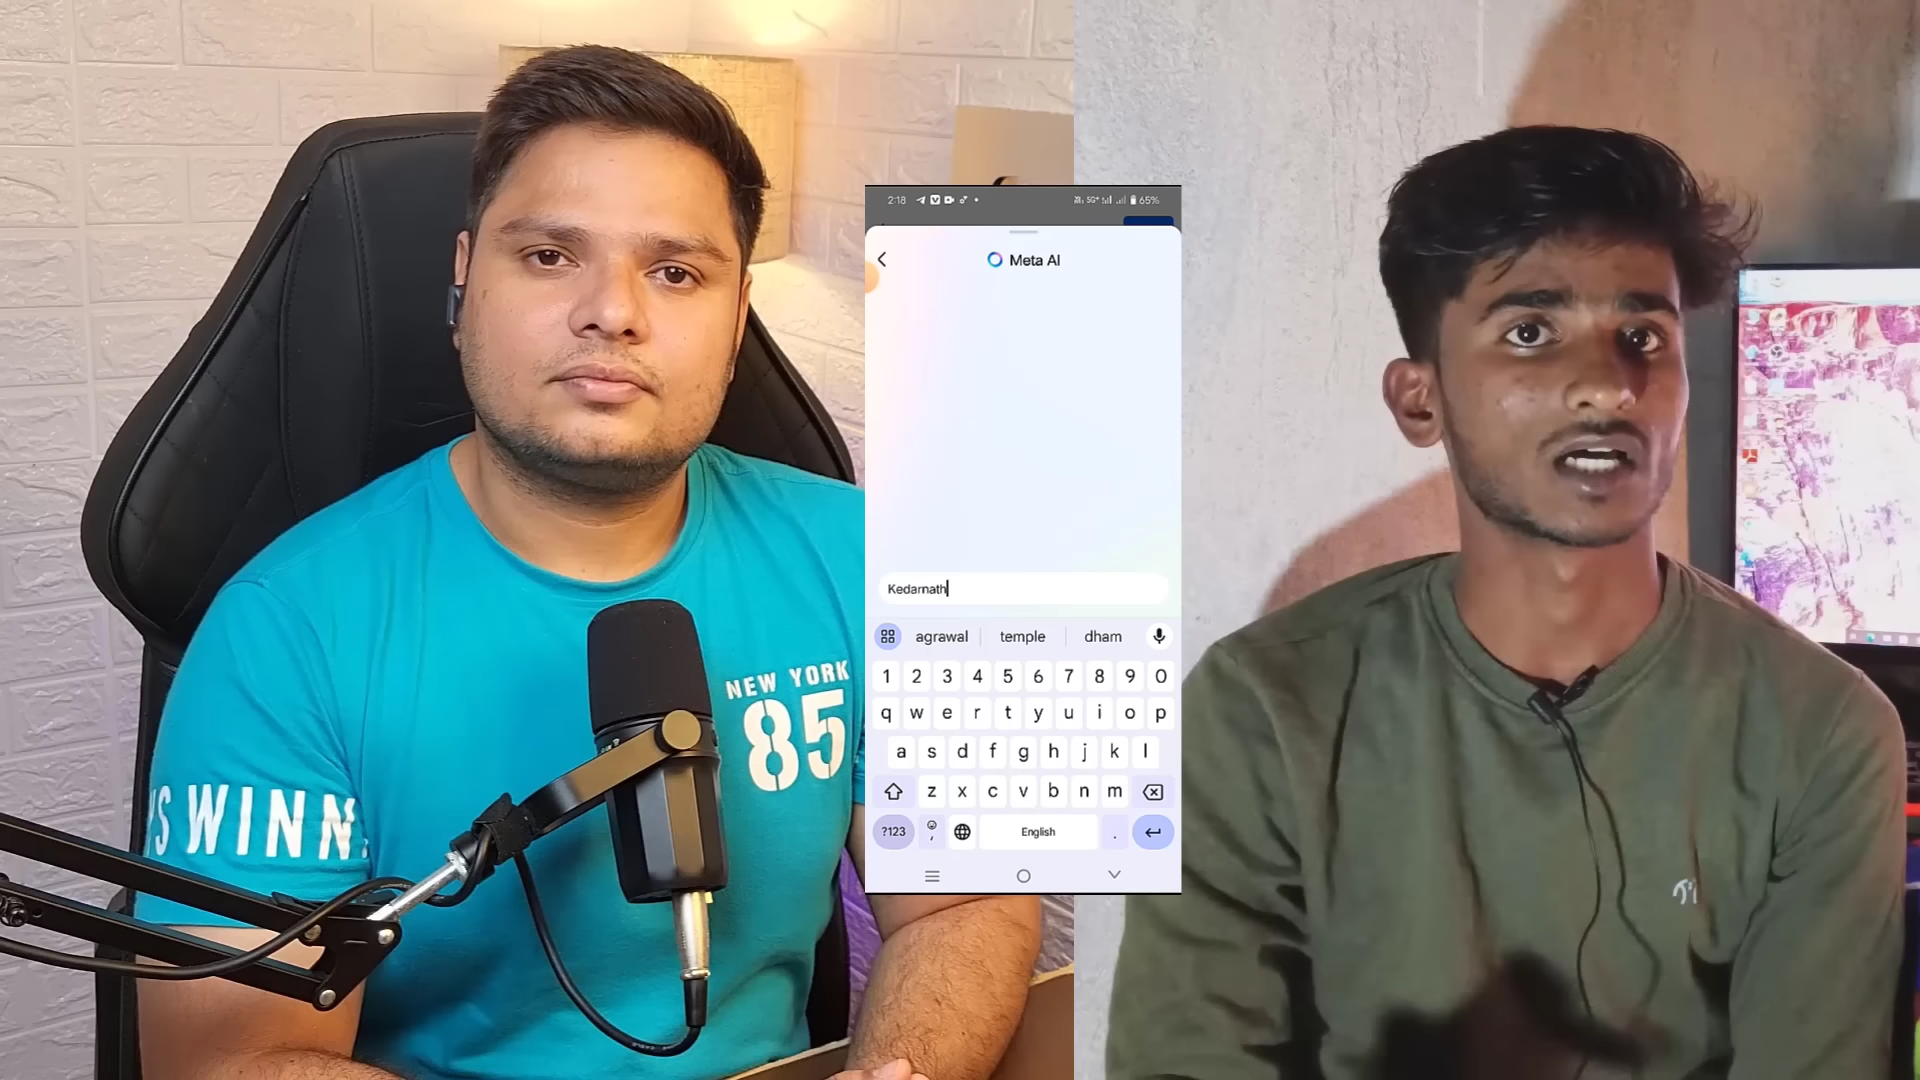 2:18
5G+
65%
Meta AI
Kedarnath
agrawal temple dham
1 2 3 4 5 6 7 8 9 0
q w e r t y u i o p
a s d f g h j k l
z x c v b n m
?123 , English .
NEW YORK
85
S WINN